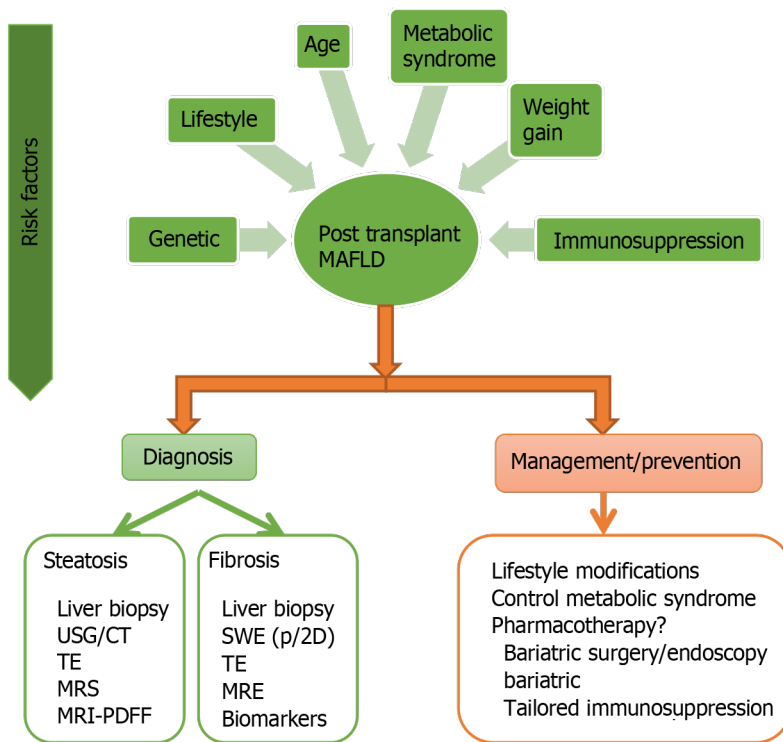 Risk factors
Age
Metabolic
syndrome
Lifestyle
Weight
gain
Genetic
Post transplant
MAFLD
Immunosuppression
Diagnosis
Management/prevention
Steatosis
Liver biopsy
USG/CT
TE
MRS
MRI-PDFF
Fibrosis
Liver biopsy
SWE (p/2D)
TE
MRE
Biomarkers
Lifestyle modifications
Control metabolic syndrome
Pharmacotherapy?
Bariatric surgery/endoscopy
bariatric
Tailored immunosuppression